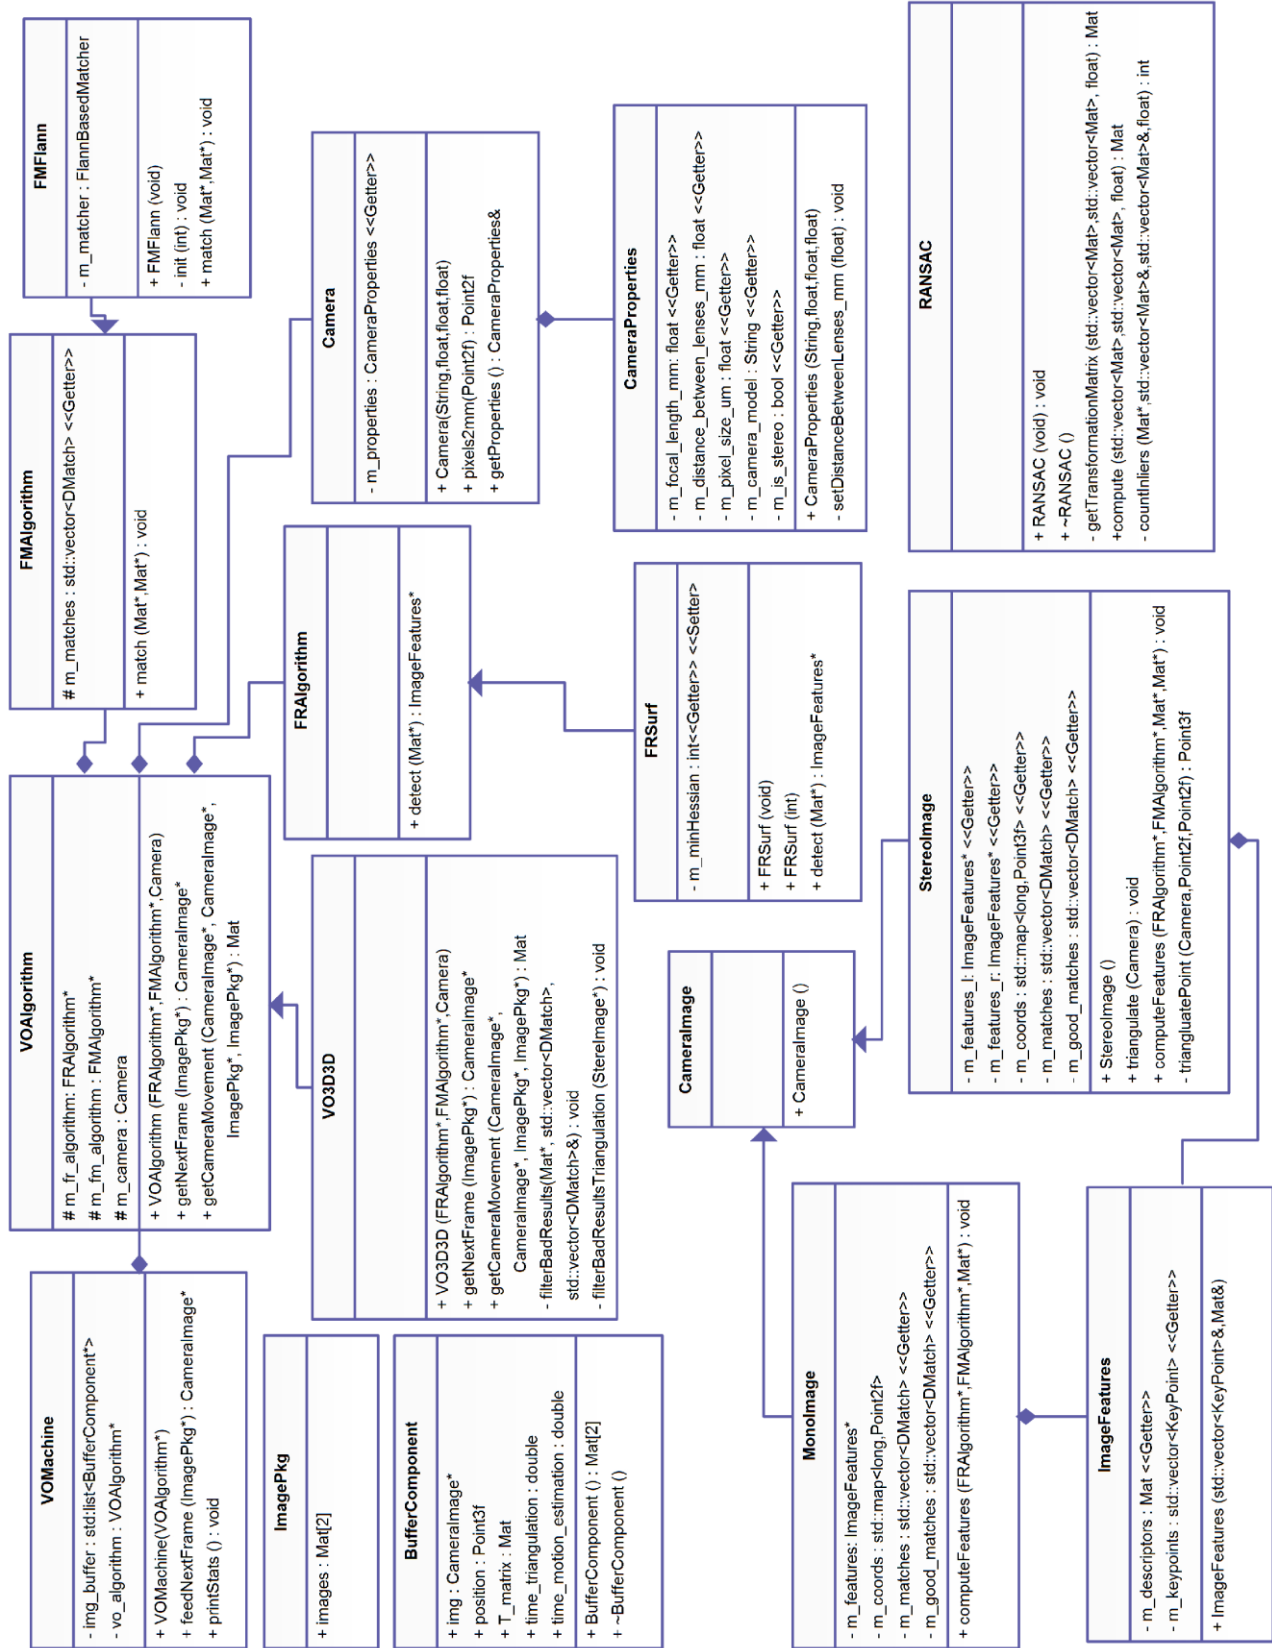 VOMachine
- img_buffer : std:list<BufferComponent*>
- vo_algorithm : VOAlgorithm*
+ VOMachine(VOAlgorithm*)
+ feedNextFrame (ImagePkg*) : CameraImage*
+ printStats () : void
VOAlgorithm
# m_fr_algorithm: FRAlgorithm*
# m_fm_algorithm : FMAlgorithm*
# m_camera : Camera
+ VOAlgorithm (FRAlgorithm*,FMAlgorithm*,Camera)
+ getNextFrame (ImagePkg*) : CameraImage*
+ getCameraMovement (CameraImage*, CameraImage*,
ImagePkg*, ImagePkg*) : Mat
FMAlgorithm
# m_matches : std::vector<DMatch> <<Getter>>
+ match (Mat*,Mat*) : void
FMFlann
- m_matcher : FlannBasedMatcher
+ FMFlann (void)
- init (int) : void
+ match (Mat*,Mat*) : void
ImagePkg
+ images : Mat[2]
VO3D3D
+ VO3D3D (FRAlgorithm*,FMAlgorithm*,Camera)
+ getNextFrame (ImagePkg*) : CameraImage*
+ getCameraMovement (CameraImage*,
CameraImage*, ImagePkg*, ImagePkg*) : Mat
- filterBadResults(Mat*, std::vector<DMatch>,
std::vector<DMatch>&) : void
- filterBadResultsTriangulation (StereImage*) : void
FRAlgorithm
+ detect (Mat*) : ImageFeatures*
Camera
- m_properties : CameraProperties <<Getter>>
+ Camera(String,float,float,float)
+ pixels2mm(Point2f) : Point2f
+ getProperties () : CameraProperties&
BufferComponent
+ img : CameraImage*
+ position : Point3f
+ T_matrix : Mat
+ time_triangulation : double
+ time_motion_estimation : double
+ BufferComponent () : Mat[2]
+ ~BufferComponent ()
FRSurf
- m_minHessian : int<<Getter>> <<Setter>
+ FRSurf (void)
+ FRSurf (int)
+ detect (Mat*) : ImageFeatures*
CameraProperties
- m_focal_length_mm: float <<Getter>>
- m_distance_between_lenses_mm : float <<Getter>>
- m_pixel_size_um : float <<Getter>>
- m_camera_model : String <<Getter>>
- m_is_stereo : bool <<Getter>>
+ CameraProperties (String,float,float,float)
- setDistanceBetweenLenses_mm (float) : void
CameraImage
+ CameraImage ()
MonoImage
- m_features: ImageFeatures*
- m_coords : std::map<long,Point2f>
- m_matches : std::vector<DMatch> <<Getter>>
- m_good_matches : std::vector<DMatch> <<Getter>>
+ computeFeatures (FRAlgorithm*,FMAlgorithm*,Mat*) : void
StereoImage
- m_features_l: ImageFeatures* <<Getter>>
- m_features_r: ImageFeatures* <<Getter>>
- m_coords : std::map<long,Point3f> <<Getter>>
- m_matches : std::vector<DMatch> <<Getter>>
- m_good_matches : std::vector<DMatch> <<Getter>>
+ StereoImage ()
+ triangulate (Camera) : void
+ computeFeatures (FRAlgorithm*,FMAlgorithm*,Mat*,Mat*) : void
- triangluatePoint (Camera,Point2f,Point2f) : Point3f
RANSAC
+ RANSAC (void) : void
+ ~RANSAC ()
- getTransformationMatrix (std::vector<Mat>,std::vector<Mat>, float) : Mat
+compute (std::vector<Mat>,std::vector<Mat>, float) : Mat
- countInliers (Mat*,std::vector<Mat>&,std::vector<Mat>&,float) : int
ImageFeatures
- m_descriptors : Mat <<Getter>>
- m_keypoints : std::vector<KeyPoint> <<Getter>>
+ ImageFeatures (std::vector<KeyPoint>&,Mat&)